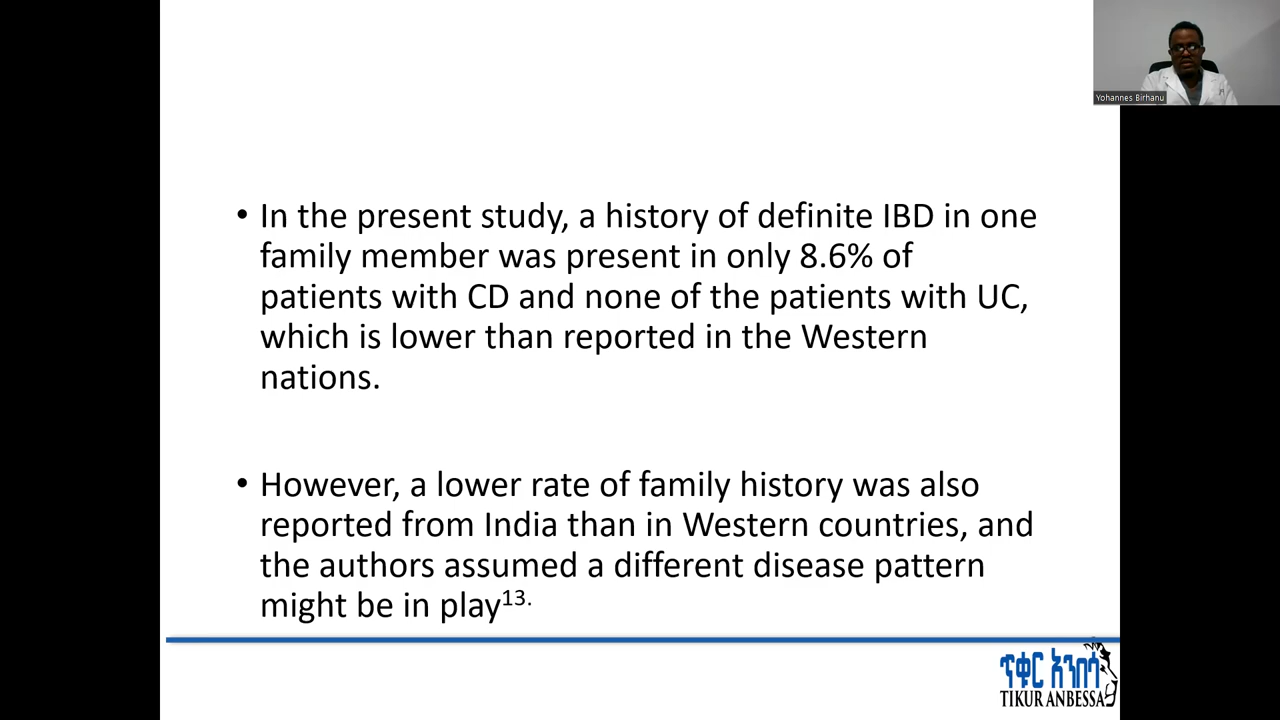 Yohannes Birhanu
• In the present study, a history of definite IBD in one
family member was present in only 8.6% of
patients with CD and none of the patients with UC,
which is lower than reported in the Western
nations.
• However, a lower rate of family history was also
reported from India than in Western countries, and
the authors assumed a different disease pattern
might be in play13.
ጥቁር አንበሳ
TIKUR ANBESSA